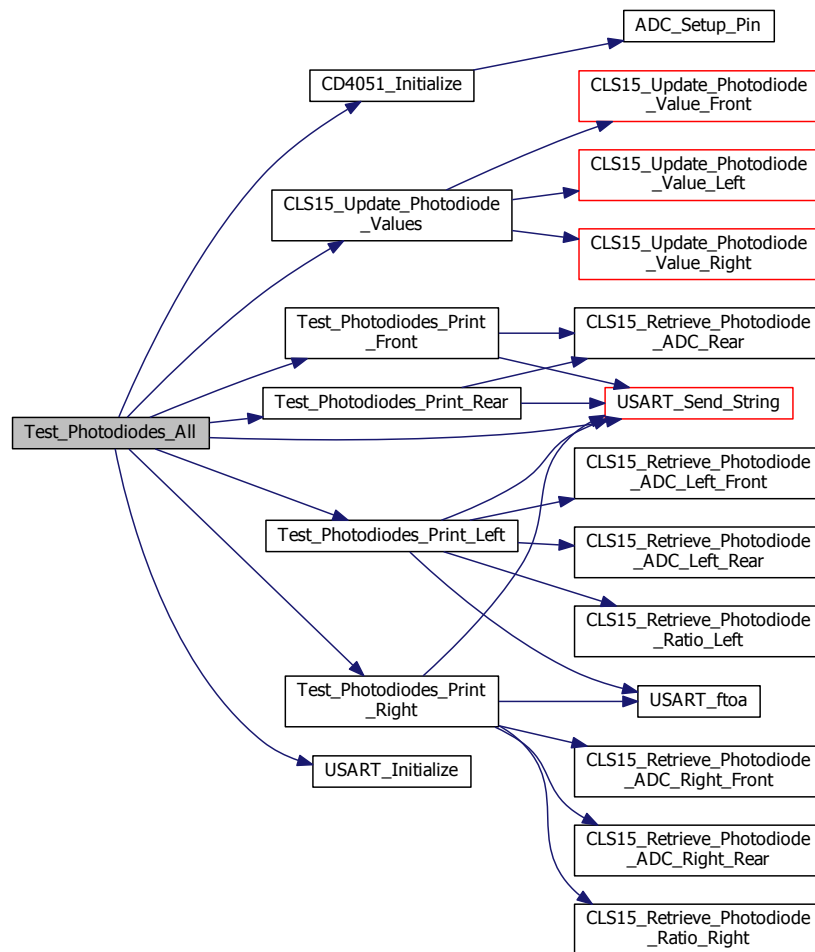 ADC_Setup_Pin
CD4051_Initialize
CLS15_Update_Photodiode
_Value_Front
CLS15_Update_Photodiode
_Value_Left
CLS15_Update_Photodiode
_Values
CLS15_Update_Photodiode
_Value_Right
Test_Photodiodes_Print
_Front
CLS15_Retrieve_Photodiode
_ADC_Rear
Test_Photodiodes_Print_Rear
USART_Send_String
Test_Photodiodes_All
CLS15_Retrieve_Photodiode
_ADC_Left_Front
Test_Photodiodes_Print_Left
CLS15_Retrieve_Photodiode
_ADC_Left_Rear
CLS15_Retrieve_Photodiode
_Ratio_Left
Test_Photodiodes_Print
_Right
USART_ftoa
CLS15_Retrieve_Photodiode
_ADC_Right_Front
USART_Initialize
CLS15_Retrieve_Photodiode
_ADC_Right_Rear
CLS15_Retrieve_Photodiode
_Ratio_Right